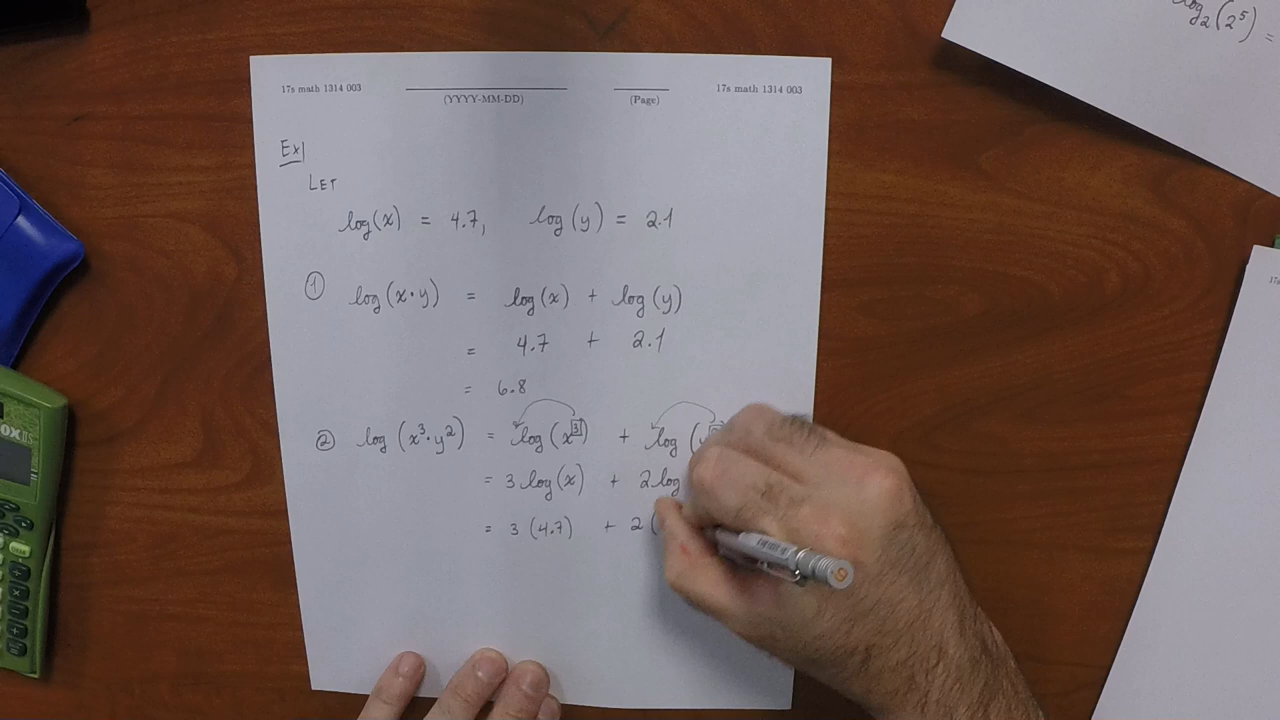 17s math 1314 003
(YYYY-MM-DD)
(Page)
17s math 1314 003
Ex
LET
log(x) = 4.7, log(y) = 2.1
① log(x·y) = log(x) + log(y)
= 4.7 + 2.1
= 6.8
② log(x³·y²) = log(x³) + log(y
= 3 log(x) + 2 log
= 3 (4.7) + 2 (
log₂(2⁵) =